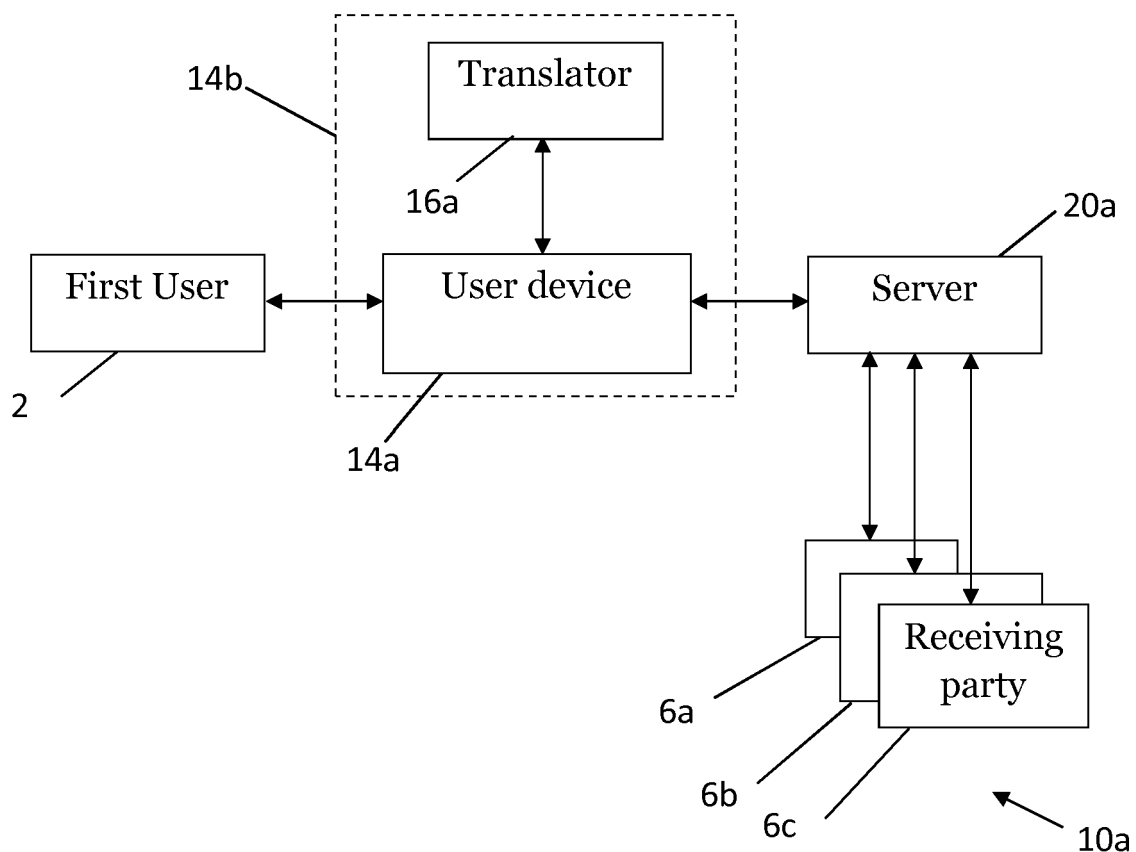 Translator
14b
16a
20a
First User
User device
Server
2
14a
Receiving
party
6a
6b
6c
10a